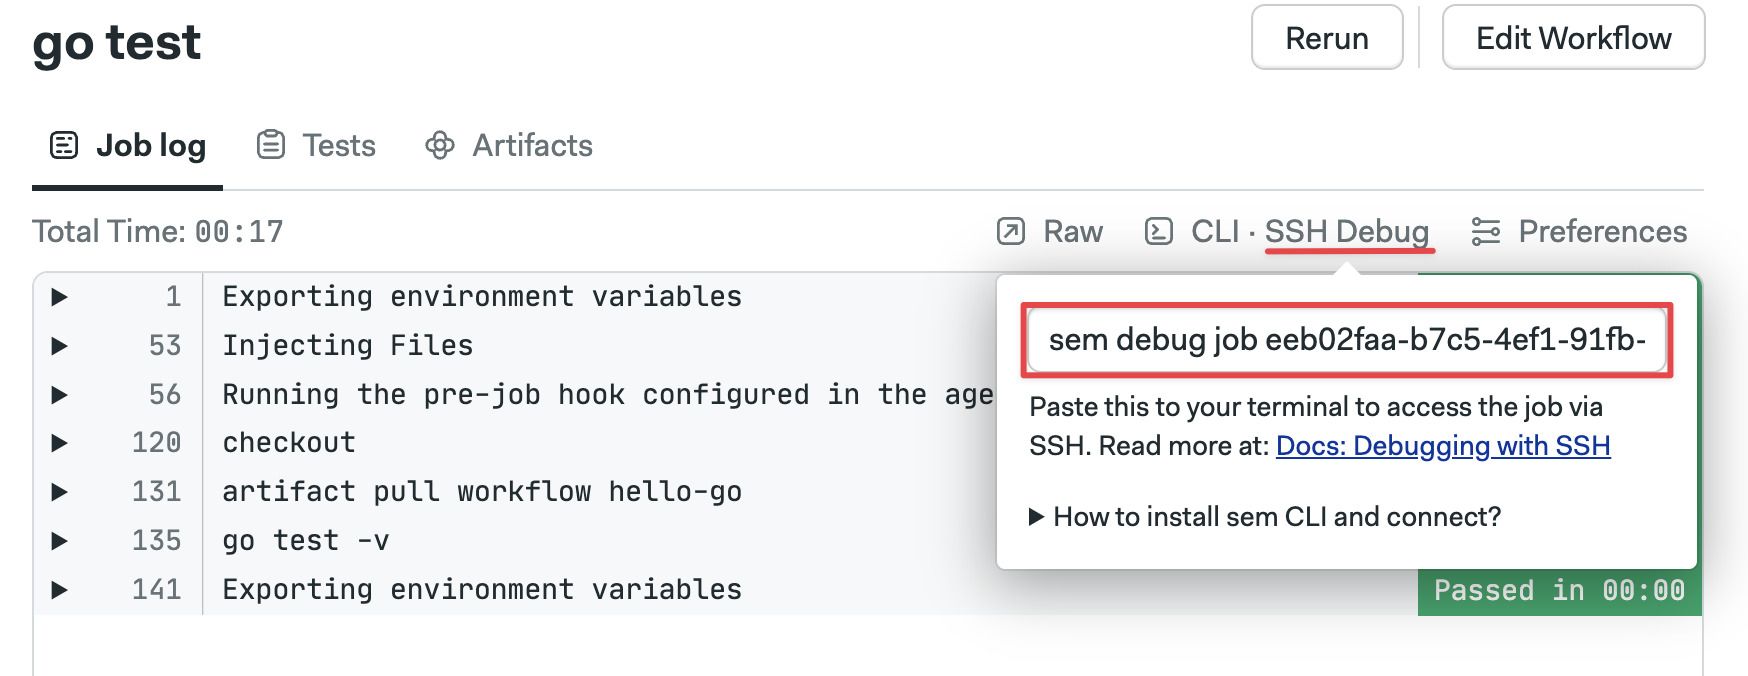 go test
Rerun
Edit Workflow
Job log
Tests
Artifacts
Total Time: 00:17
Raw
CLI · SSH Debug
Preferences
1 Exporting environment variables
53 Injecting Files
56 Running the pre-job hook configured in the age
120 checkout
131 artifact pull workflow hello-go
135 go test -v
141 Exporting environment variables
Passed in 00:00
sem debug job eeb02faa-b7c5-4ef1-91fb-
Paste this to your terminal to access the job via
SSH. Read more at: Docs: Debugging with SSH
How to install sem CLI and connect?